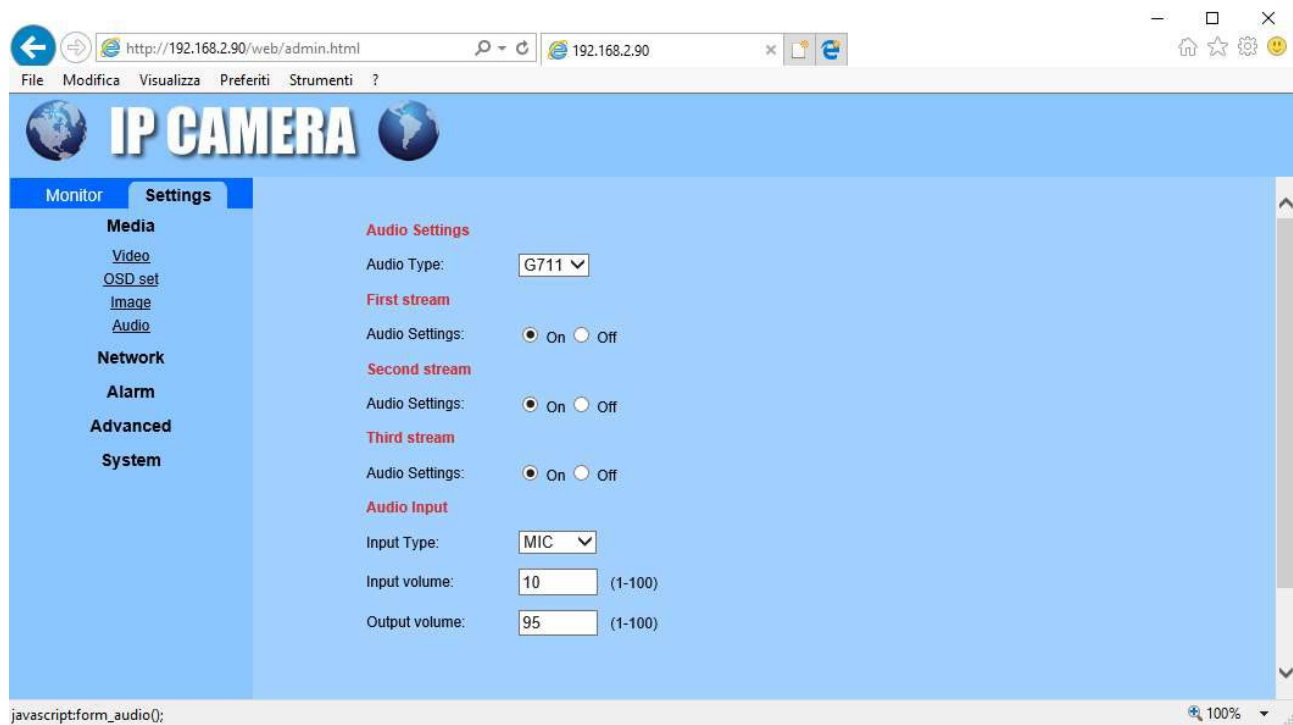 http://192.168.2.90/web/admin.html
192.168.2.90
File Modifica Visualizza Preferiti Strumenti ?
IP CAMERA
Monitor Settings
Media
Video
OSD set
Image
Audio
Network
Alarm
Advanced
System
Audio Settings
Audio Type: G711
First stream
Audio Settings: On Off
Second stream
Audio Settings: On Off
Third stream
Audio Settings: On Off
Audio Input
Input Type: MIC
Input volume: 10 (1-100)
Output volume: 95 (1-100)
javascript:form_audio();
100%